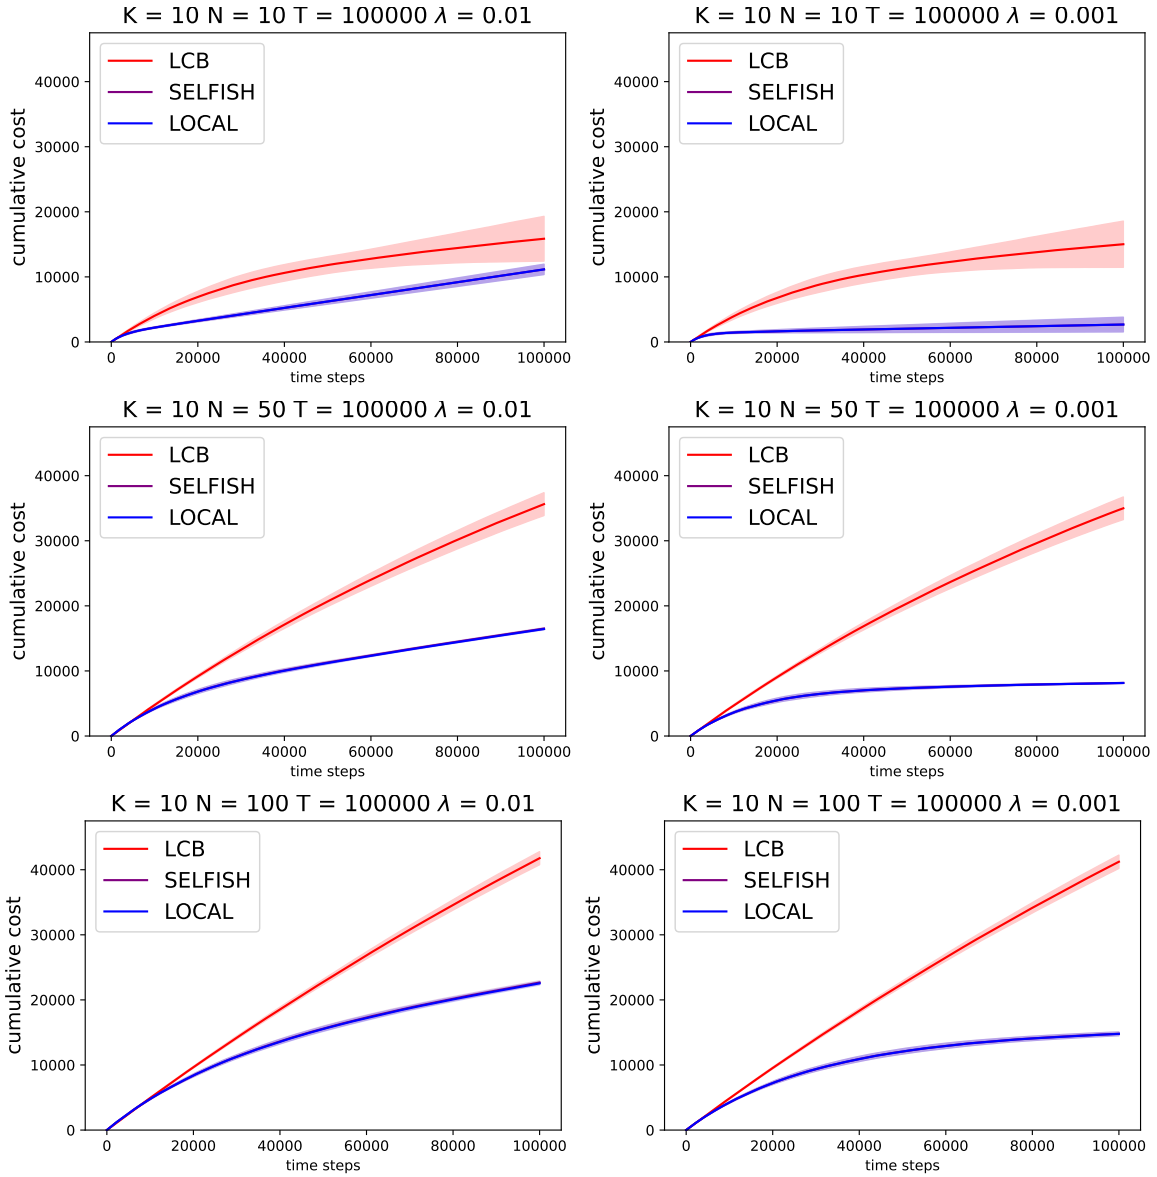 K = 10 N = 10 T = 100000 λ = 0.01
LCB
SELFISH
LOCAL
cumulative cost
40000
30000
20000
10000
0
0 20000 40000 60000 80000 100000
time steps
K = 10 N = 10 T = 100000 λ = 0.001
LCB
SELFISH
LOCAL
cumulative cost
40000
30000
20000
10000
0
0 20000 40000 60000 80000 100000
time steps
K = 10 N = 50 T = 100000 λ = 0.01
LCB
SELFISH
LOCAL
cumulative cost
40000
30000
20000
10000
0
0 20000 40000 60000 80000 100000
time steps
K = 10 N = 50 T = 100000 λ = 0.001
LCB
SELFISH
LOCAL
cumulative cost
40000
30000
20000
10000
0
0 20000 40000 60000 80000 100000
time steps
K = 10 N = 100 T = 100000 λ = 0.01
LCB
SELFISH
LOCAL
cumulative cost
40000
30000
20000
10000
0
0 20000 40000 60000 80000 100000
time steps
K = 10 N = 100 T = 100000 λ = 0.001
LCB
SELFISH
LOCAL
cumulative cost
40000
30000
20000
10000
0
0 20000 40000 60000 80000 100000
time steps